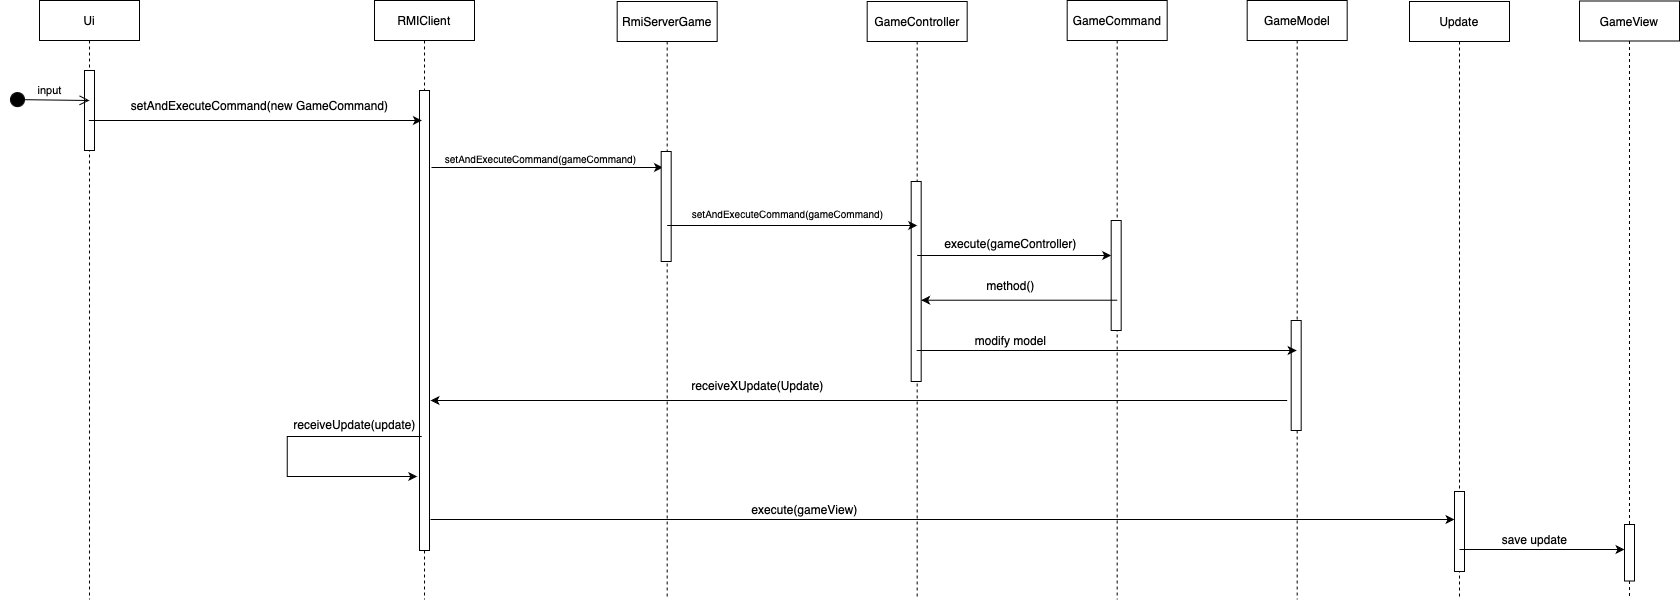 Ui
RMIClient
RmiServerGame
GameController
GameCommand
GameModel
Update
GameView
input
setAndExecuteCommand(new GameCommand)
setAndExecuteCommand(gameCommand)
setAndExecuteCommand(gameCommand)
execute(gameController)
method()
modify model
receiveXUpdate(Update)
receiveUpdate(update)
execute(gameView)
save update